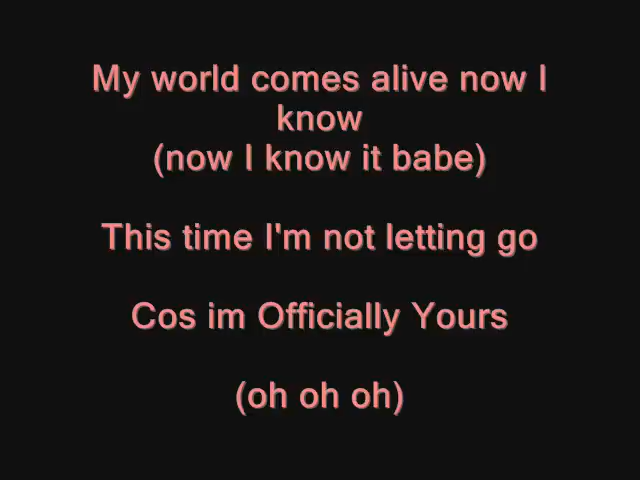 My world comes alive now I
know
(now I know it babe)
This time I'm not letting go
Cos im Officially Yours
(oh oh oh)